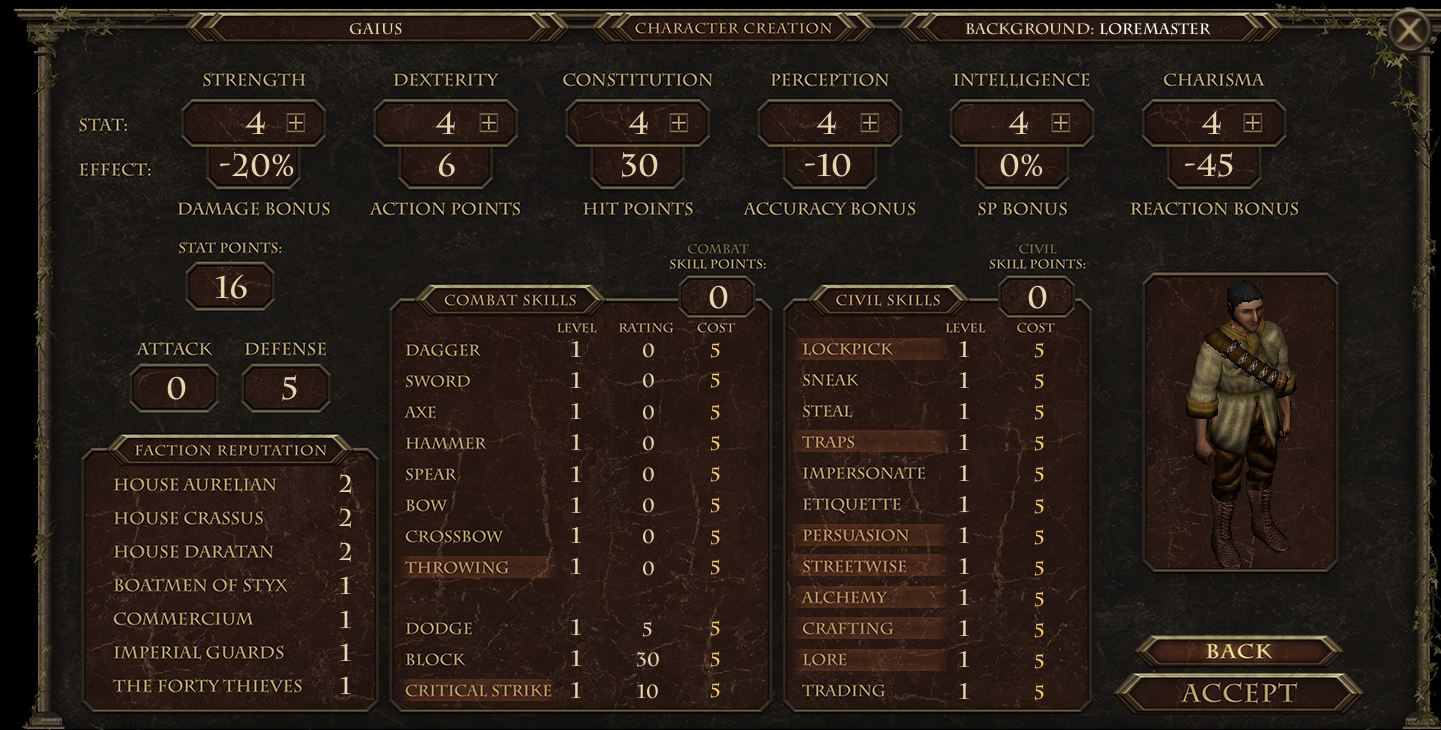 GAIUS
CHARACTER CREATION
BACKGROUND: LOREMASTER
STRENGTH DEXTERITY CONSTITUTION PERCEPTION INTELLIGENCE CHARISMA
STAT: 4 + 4 + 4 + 4 + 4 + 4 +
EFFECT: -20% 6 30 -10 0% -45
DAMAGE BONUS ACTION POINTS HIT POINTS ACCURACY BONUS SP BONUS REACTION BONUS
STAT POINTS:
16
ATTACK DEFENSE
0 5
FACTION REPUTATION
HOUSE AURELIAN 2
HOUSE CRASSUS 2
HOUSE DARATAN 2
BOATMEN OF STYX 1
COMMERCIUM 1
IMPERIAL GUARDS 1
THE FORTY THIEVES 1
COMBAT
SKILL POINTS:
0
COMBAT SKILLS
LEVEL RATING COST
DAGGER 1 0 5
SWORD 1 0 5
AXE 1 0 5
HAMMER 1 0 5
SPEAR 1 0 5
BOW 1 0 5
CROSSBOW 1 0 5
THROWING 1 0 5
DODGE 1 5 5
BLOCK 1 30 5
CRITICAL STRIKE 1 10 5
CIVIL
SKILL POINTS:
0
CIVIL SKILLS
LEVEL COST
LOCKPICK 1 5
SNEAK 1 5
STEAL 1 5
TRAPS 1 5
IMPERSONATE 1 5
ETIQUETTE 1 5
PERSUASION 1 5
STREETWISE 1 5
ALCHEMY 1 5
CRAFTING 1 5
LORE 1 5
TRADING 1 5
BACK
ACCEPT